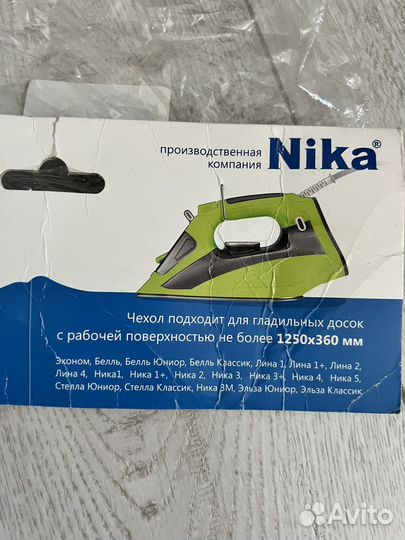 производственная
компания
Nika®
Чехол подходит для гладильных досок
с рабочей поверхностью не более 1250х360 мм
Эконом, Белль, Белль Юниор, Белль Классик, Лина 1, Лина 1+, Лина 2,
Лина 4, Ника1, Ника 1+, Ника 2, Ника 3, Ника 3+, Ника 4, Ника 5,
Стелла Юниор, Стелла Классик, Ника 3М, Эльза Юниор, Эльза Классик
Avito